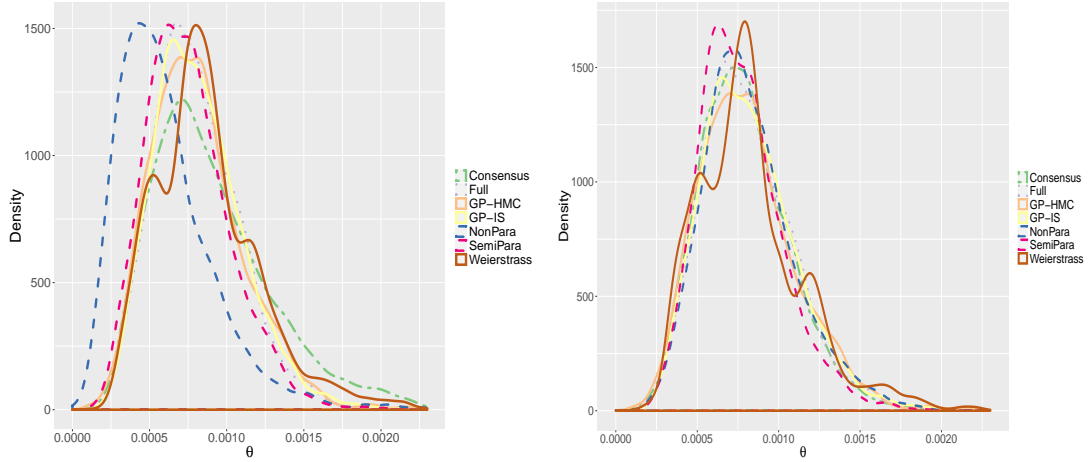 1500
1000
500
0
Density
0.0000 0.0005 0.0010 0.0015 0.0020
θ
Consensus
Full
GP−HMC
GP−IS
NonPara
SemiPara
Weierstrass
1500
1000
500
0
Density
0.0000 0.0005 0.0010 0.0015 0.0020
θ
Consensus
Full
GP−HMC
GP−IS
NonPara
SemiPara
Weierstrass